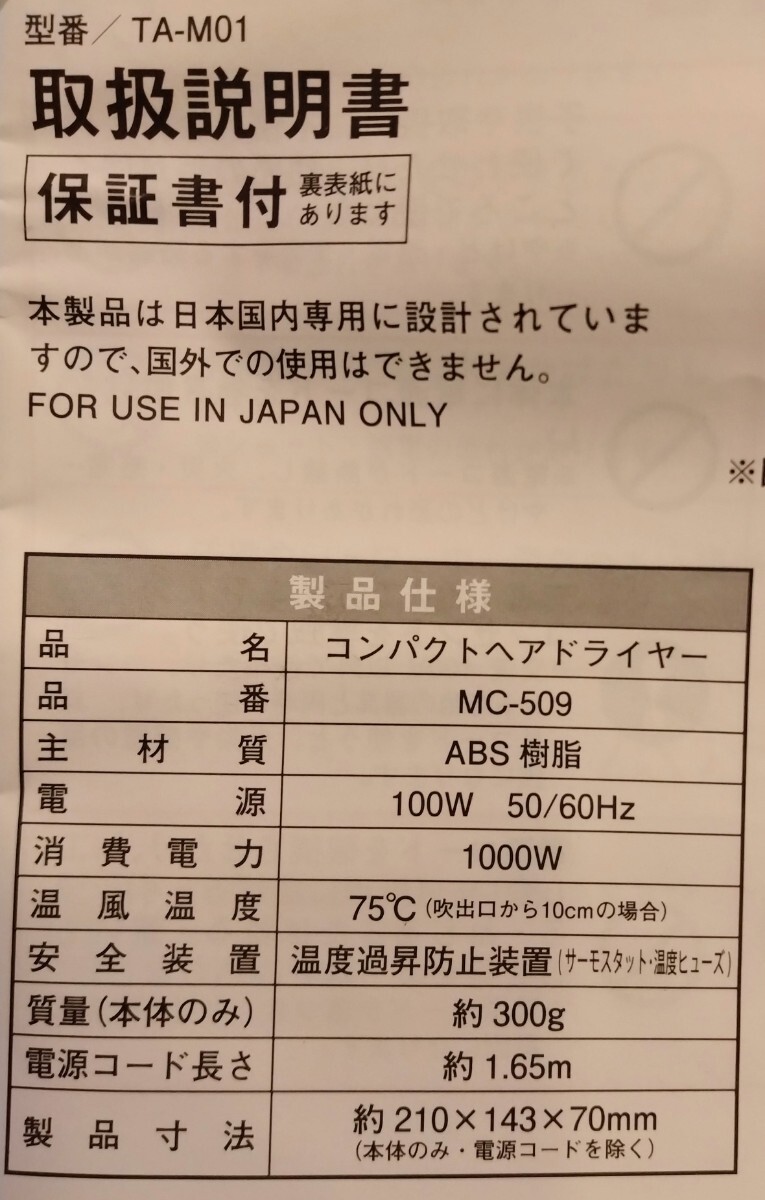 型番／TA-M01
取扱説明書
保証書付 裏表紙に
あります
本製品は日本国内専用に設計されていま
すので、国外での使用はできません。
FOR USE IN JAPAN ONLY
※
製品仕様
品名 コンパクトヘアドライヤー
品番 MC-509
主材質 ABS樹脂
電源 100W 50/60Hz
消費電力 1000W
温風温度 75℃(吹出口から10cmの場合)
安全装置 温度過昇防止装置(サーモスタット・温度ヒューズ)
質量(本体のみ) 約300g
電源コード長さ 約1.65m
製品寸法 約210×143×70mm
(本体のみ・電源コードを除く)